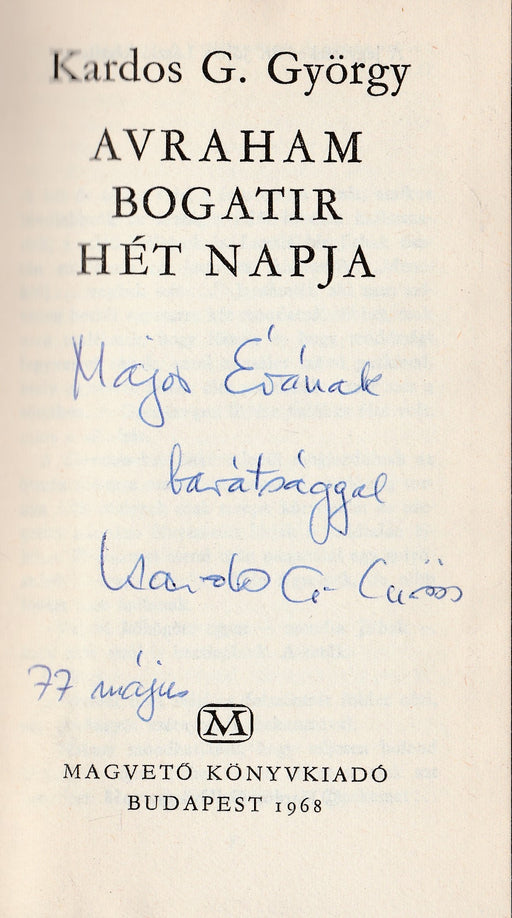 Kardos G. György
AVRAHAM
BOGATIR
HÉT NAPJA
Major Évának
barátsággal
Kardos G. György
77 május
M
MAGVETŐ KÖNYVKIADÓ
BUDAPEST 1968